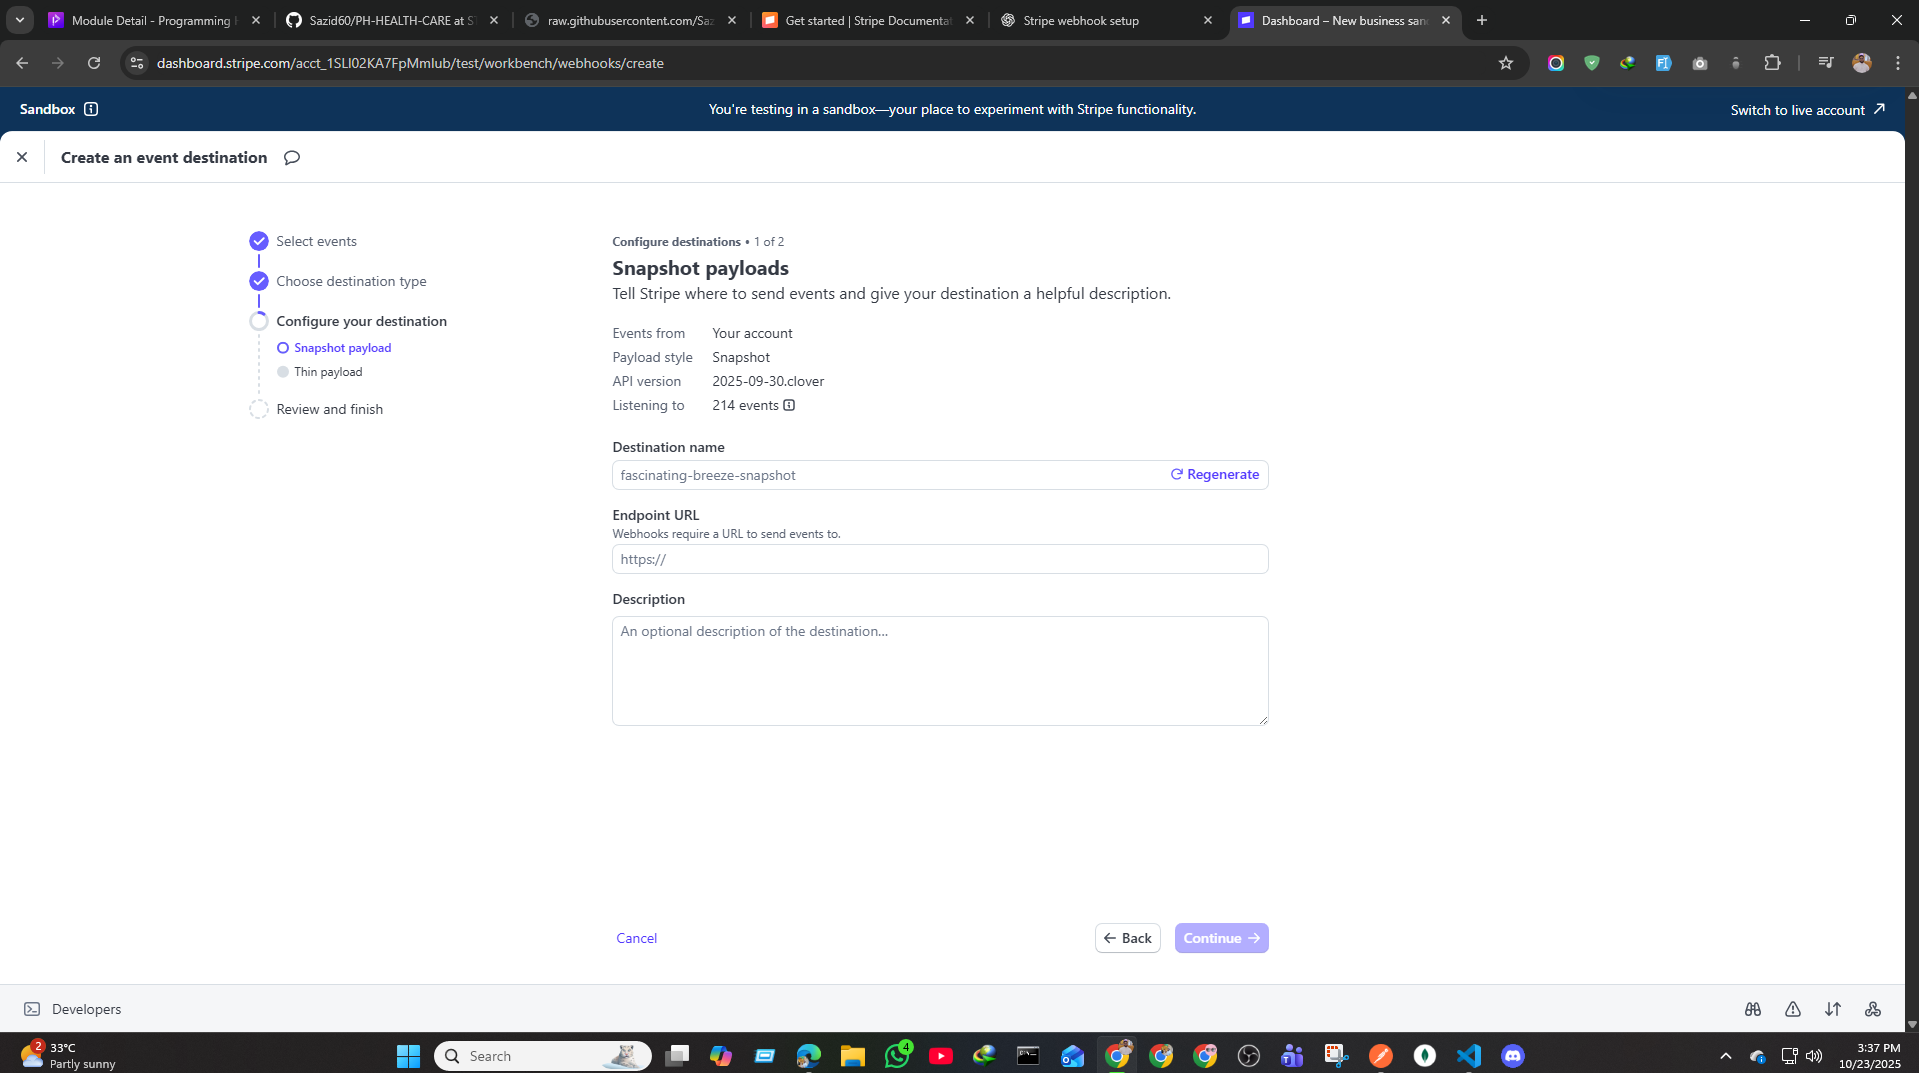 Module Detail - Programming H
Sazid60/PH-HEALTH-CARE at ST
raw.githubusercontent.com/Saz
Get started | Stripe Documentat
Stripe webhook setup
Dashboard – New business san
dashboard.stripe.com/acct_1SLI02KA7FpMmlub/test/workbench/webhooks/create
Sandbox
You're testing in a sandbox—your place to experiment with Stripe functionality.
Switch to live account
Create an event destination
Select events
Choose destination type
Configure your destination
Snapshot payload
Thin payload
Review and finish
Configure destinations • 1 of 2
Snapshot payloads
Tell Stripe where to send events and give your destination a helpful description.
Events from Your account
Payload style Snapshot
API version 2025-09-30.clover
Listening to 214 events
Destination name
fascinating-breeze-snapshot Regenerate
Endpoint URL
Webhooks require a URL to send events to.
https://
Description
An optional description of the destination...
Cancel
Back
Continue
Developers
2
33°C
Partly sunny
Search
4
3:37 PM
10/23/2025